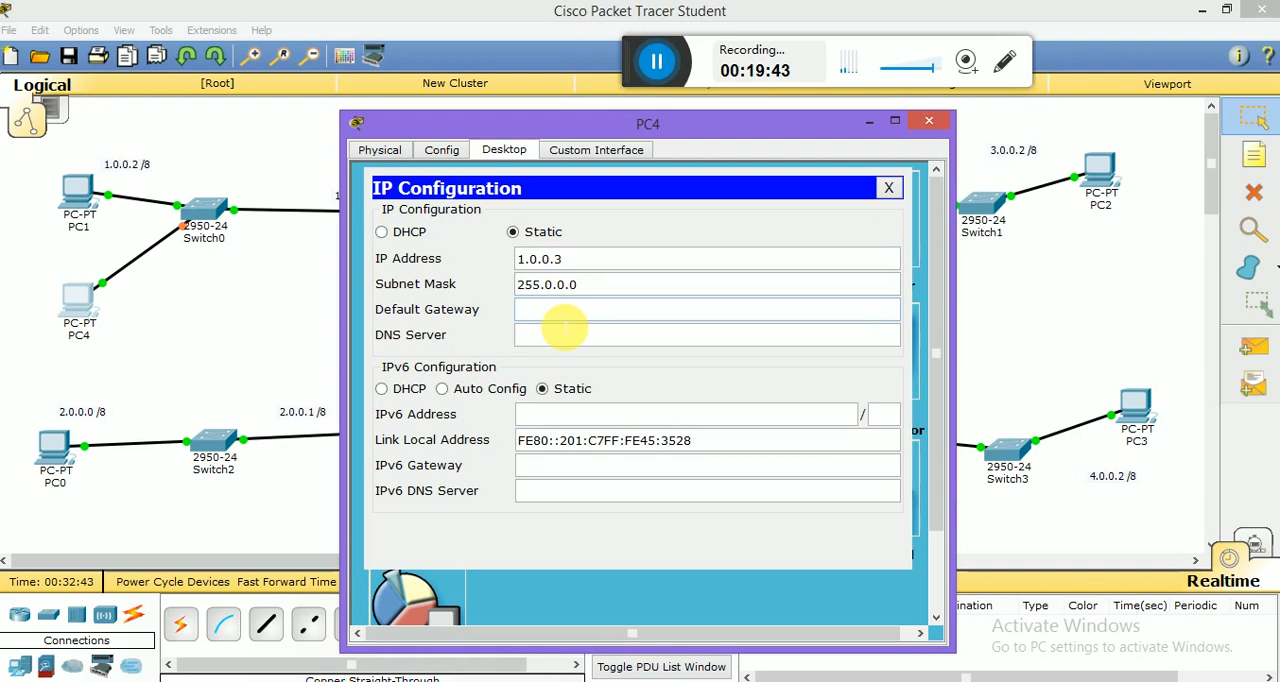 Cisco Packet Tracer Student
File Edit Options View Tools Extensions Help
Recording...
00:19:43
Logical
[Root]
New Cluster
Viewport
PC4
Physical Config Desktop Custom Interface
IP Configuration X
IP Configuration
DHCP Static
IP Address 1.0.0.3
Subnet Mask 255.0.0.0
Default Gateway
DNS Server
IPv6 Configuration
DHCP Auto Config Static
IPv6 Address /
Link Local Address FE80::201:C7FF:FE45:3528
IPv6 Gateway
IPv6 DNS Server
1.0.0.2 /8
PC-PT
PC1
2950-24
Switch0
PC-PT
PC4
2.0.0.0 /8
2.0.0.1 /8
PC-PT
PC0
2950-24
Switch2
3.0.0.2 /8
PC-PT
PC2
2950-24
Switch1
PC-PT
PC3
2950-24
Switch3
4.0.0.2 /8
Time: 00:32:43 Power Cycle Devices Fast Forward Time
Realtime
Connections
Copper Straight-Through
Toggle PDU List Window
Type Color Time(sec) Periodic Num
Activate Windows
Go to PC settings to activate Windows.